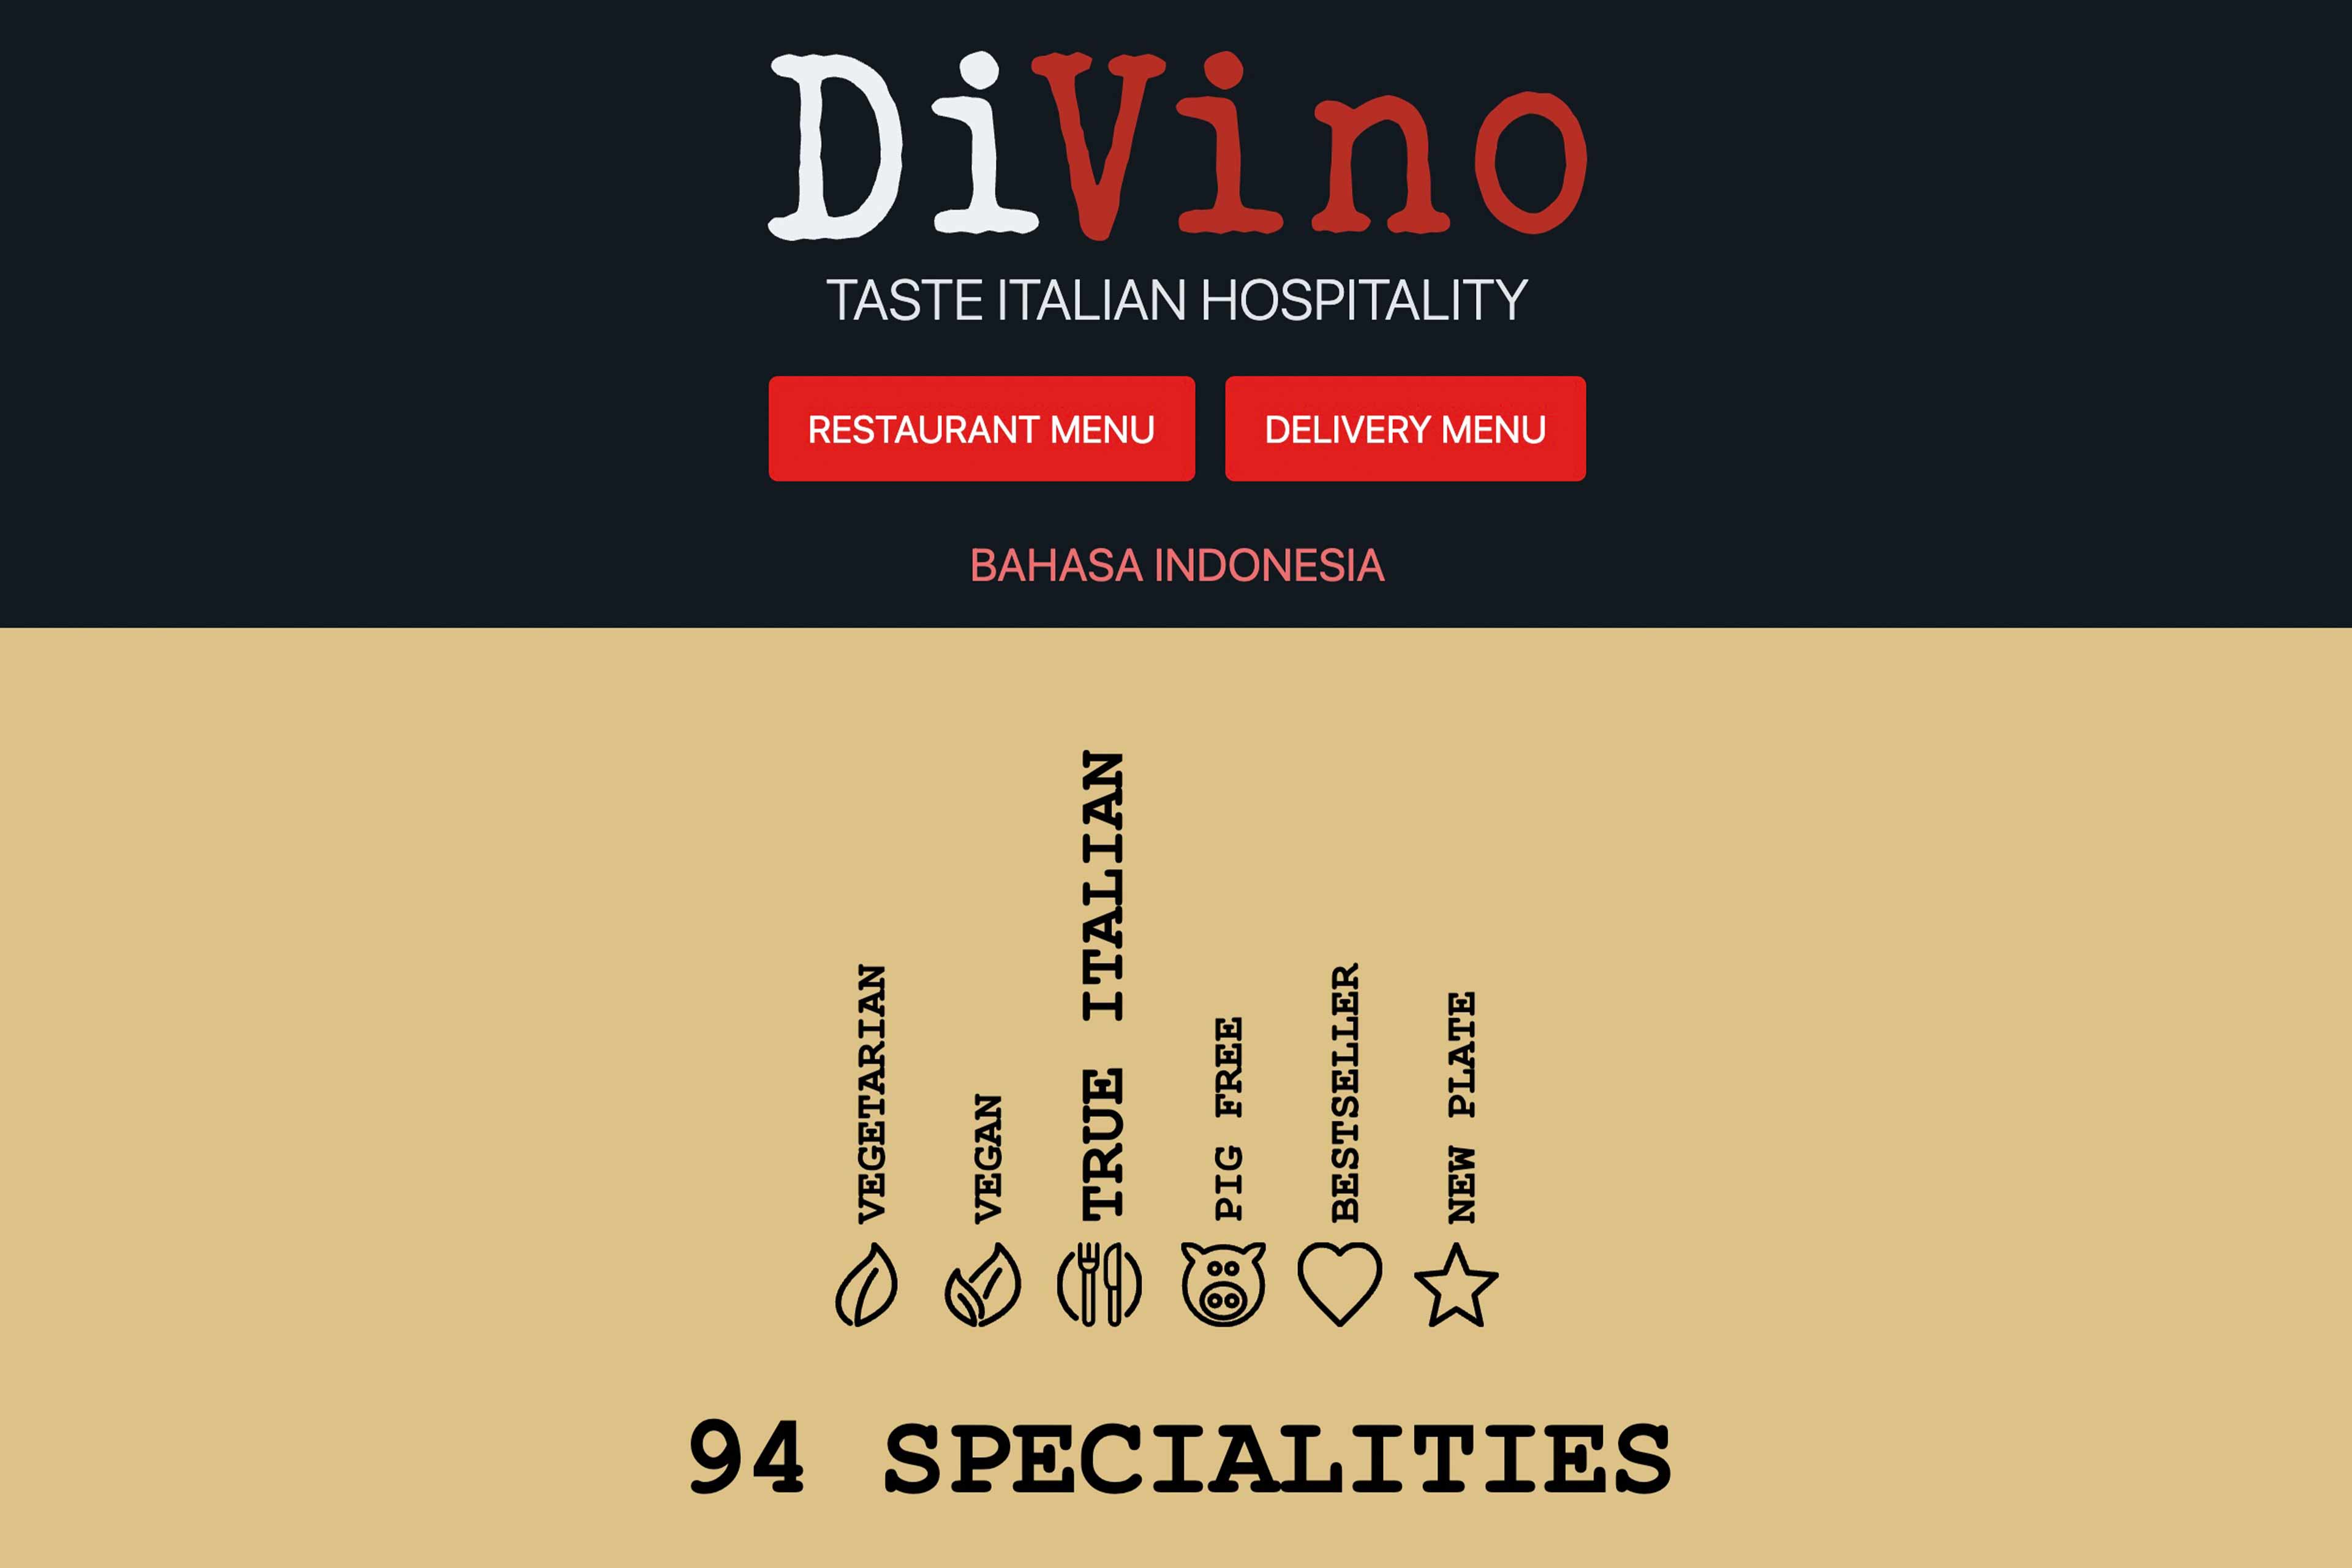 DiVino
TASTE ITALIAN HOSPITALITY
RESTAURANT MENU
DELIVERY MENU
BAHASA INDONESIA
VEGETARIAN
VEGAN
TRUE ITALIAN
PIG FREE
BESTSELLER
NEW PLATE
94 SPECIALITIES